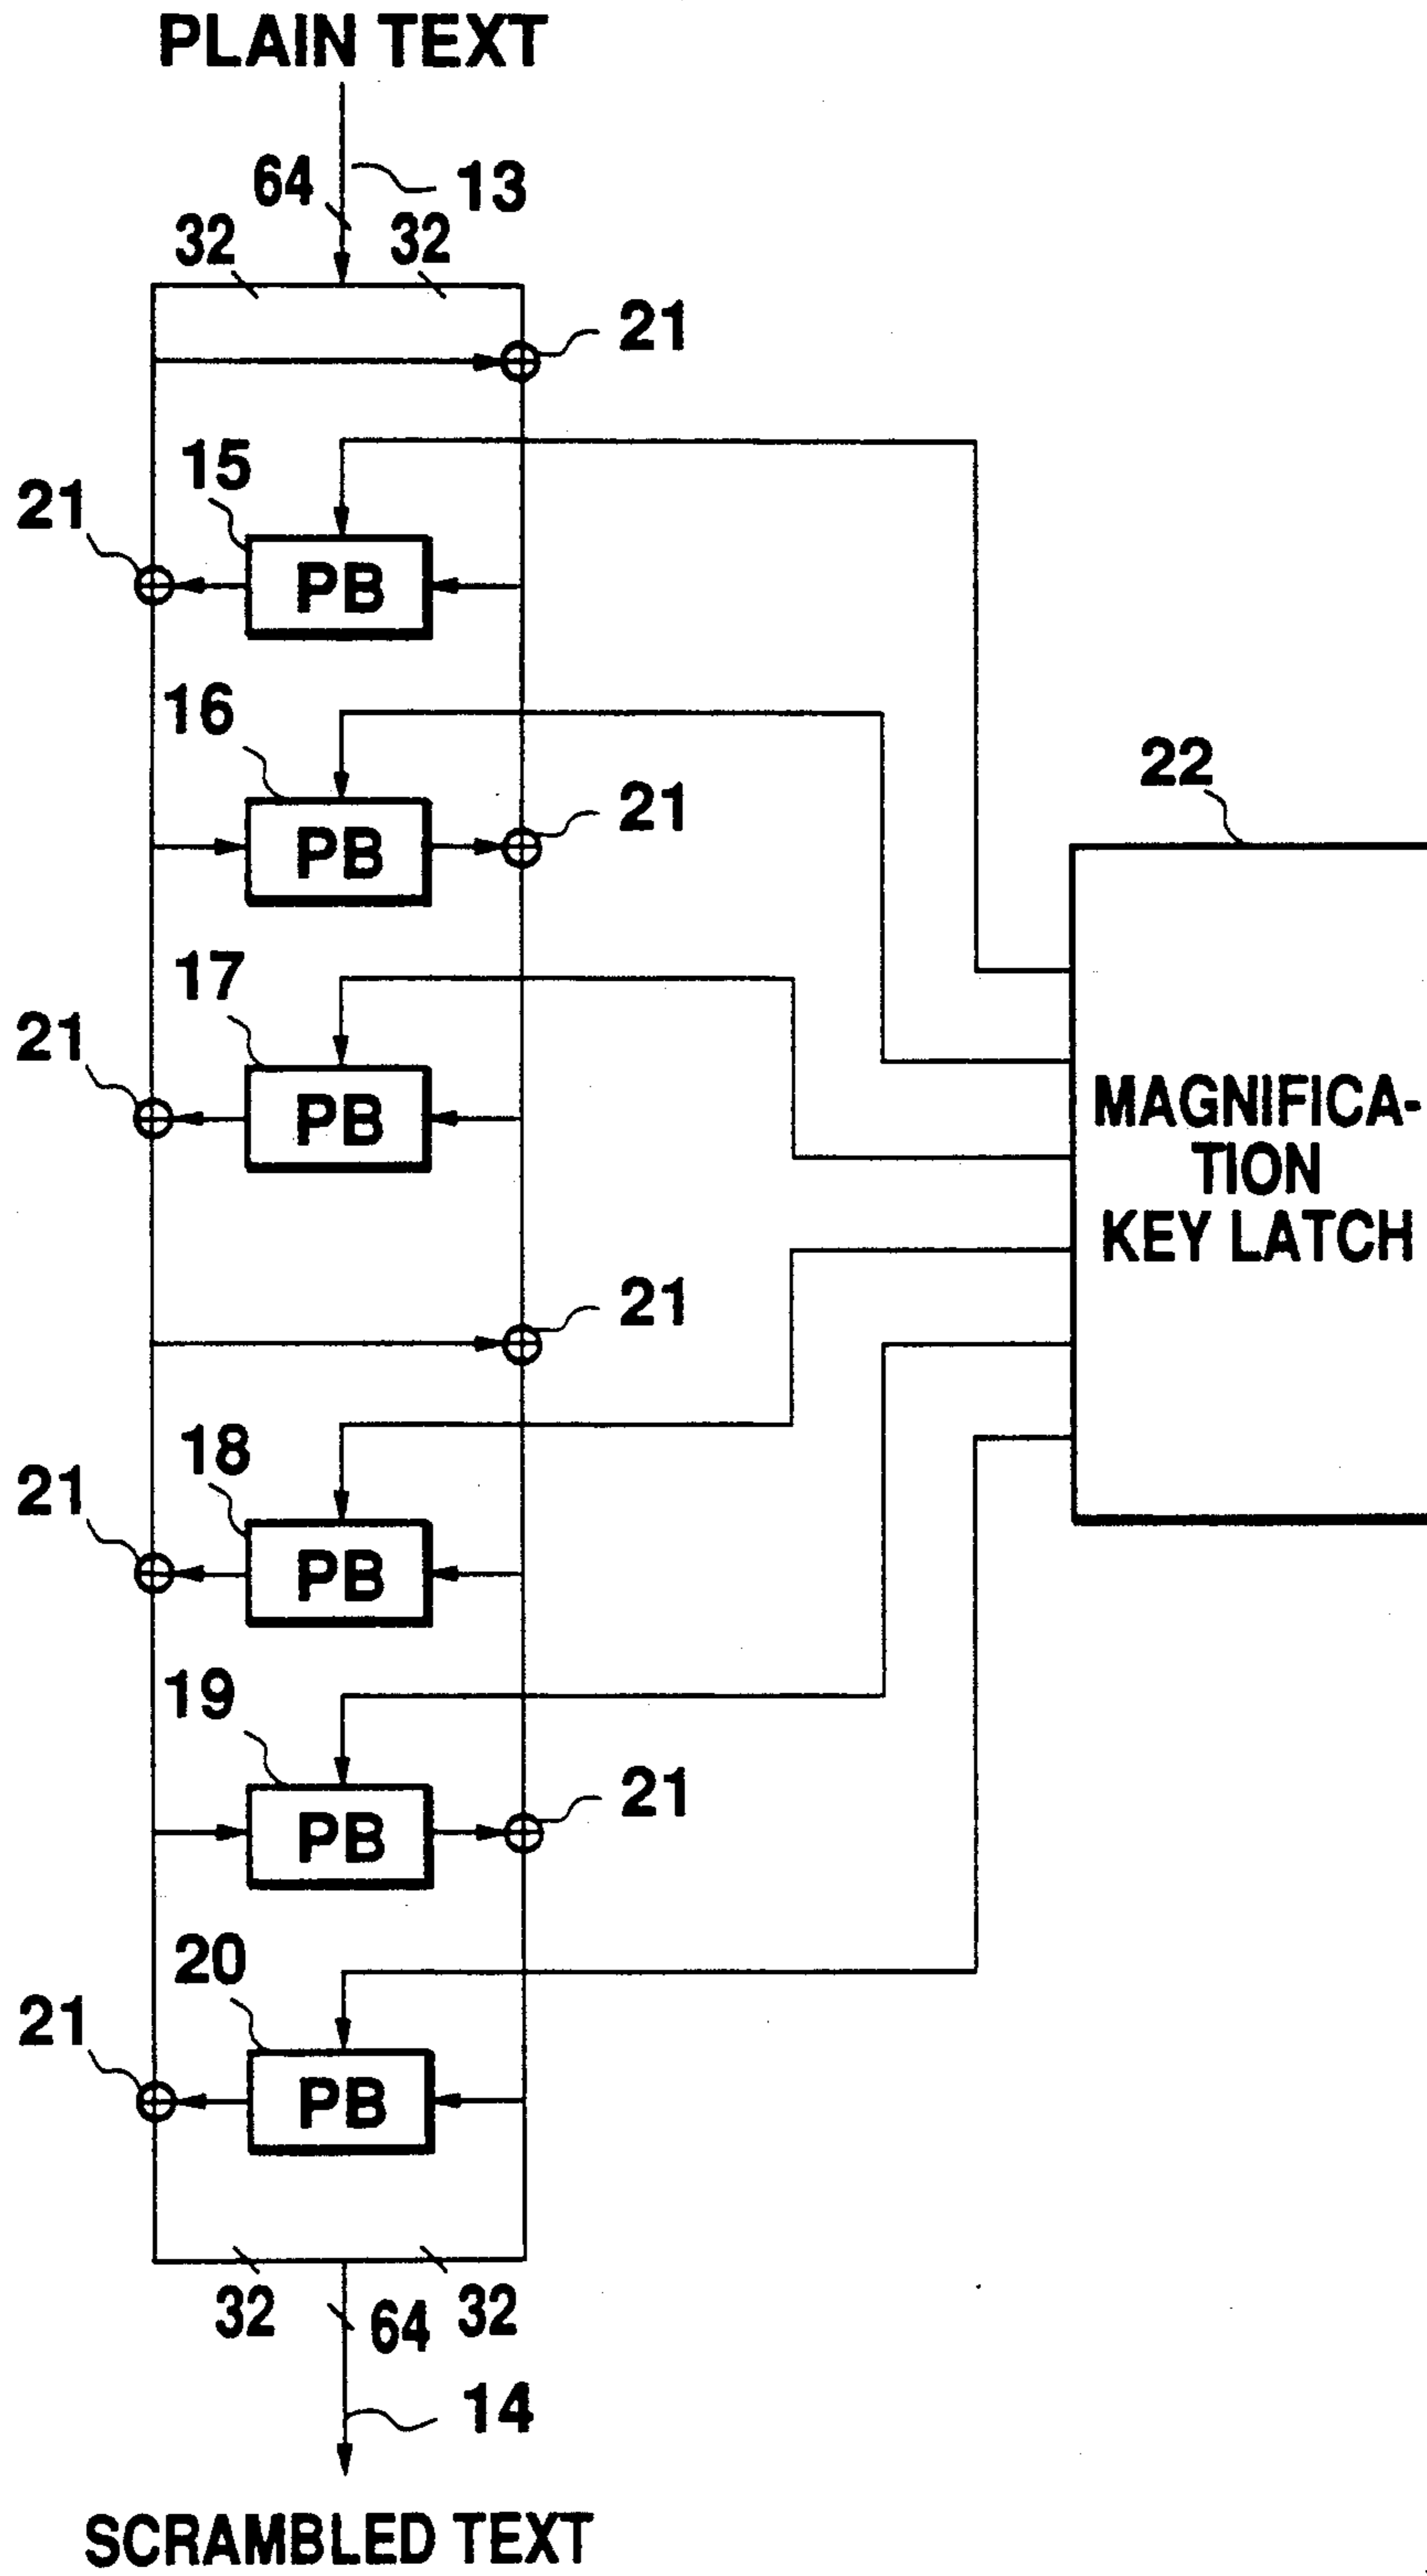 PLAIN TEXT
64
13
32
32
21
15
21
PB
16
22
21
PB
17
MAGNIFICA-
TION
KEY LATCH
21
PB
21
18
21
PB
19
21
PB
20
21
PB
32
64
32
14
SCRAMBLED TEXT